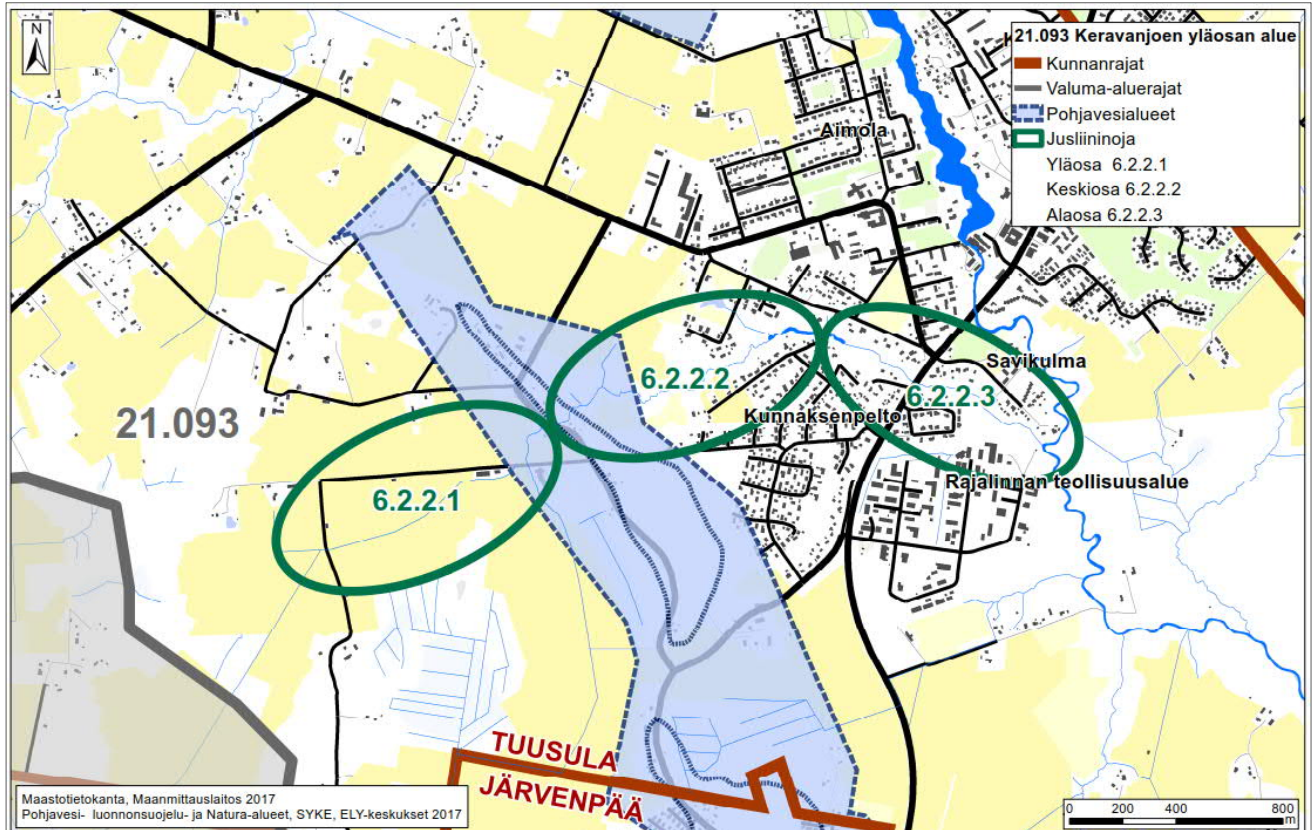 N
21.093 Keravanjoen yläosan alue
Kunnanrajat
Valuma-aluerajat
Pohjavesialueet
Jusliininoja
Yläosa 6.2.2.1
Keskiosa 6.2.2.2
Alaosa 6.2.2.3
Aimola
Savikulma
6.2.2.2
6.2.2.3
21.093
Kunnaksenpelto
Rajalinnan teollisuusalue
6.2.2.1
TUUSULA
JÄRVENPÄÄ
Maastotietokanta, Maanmittauslaitos 2017
Pohjavesi- luonnonsuojelu- ja Natura-alueet, SYKE, ELY-keskukset 2017
0 200 400 800
m